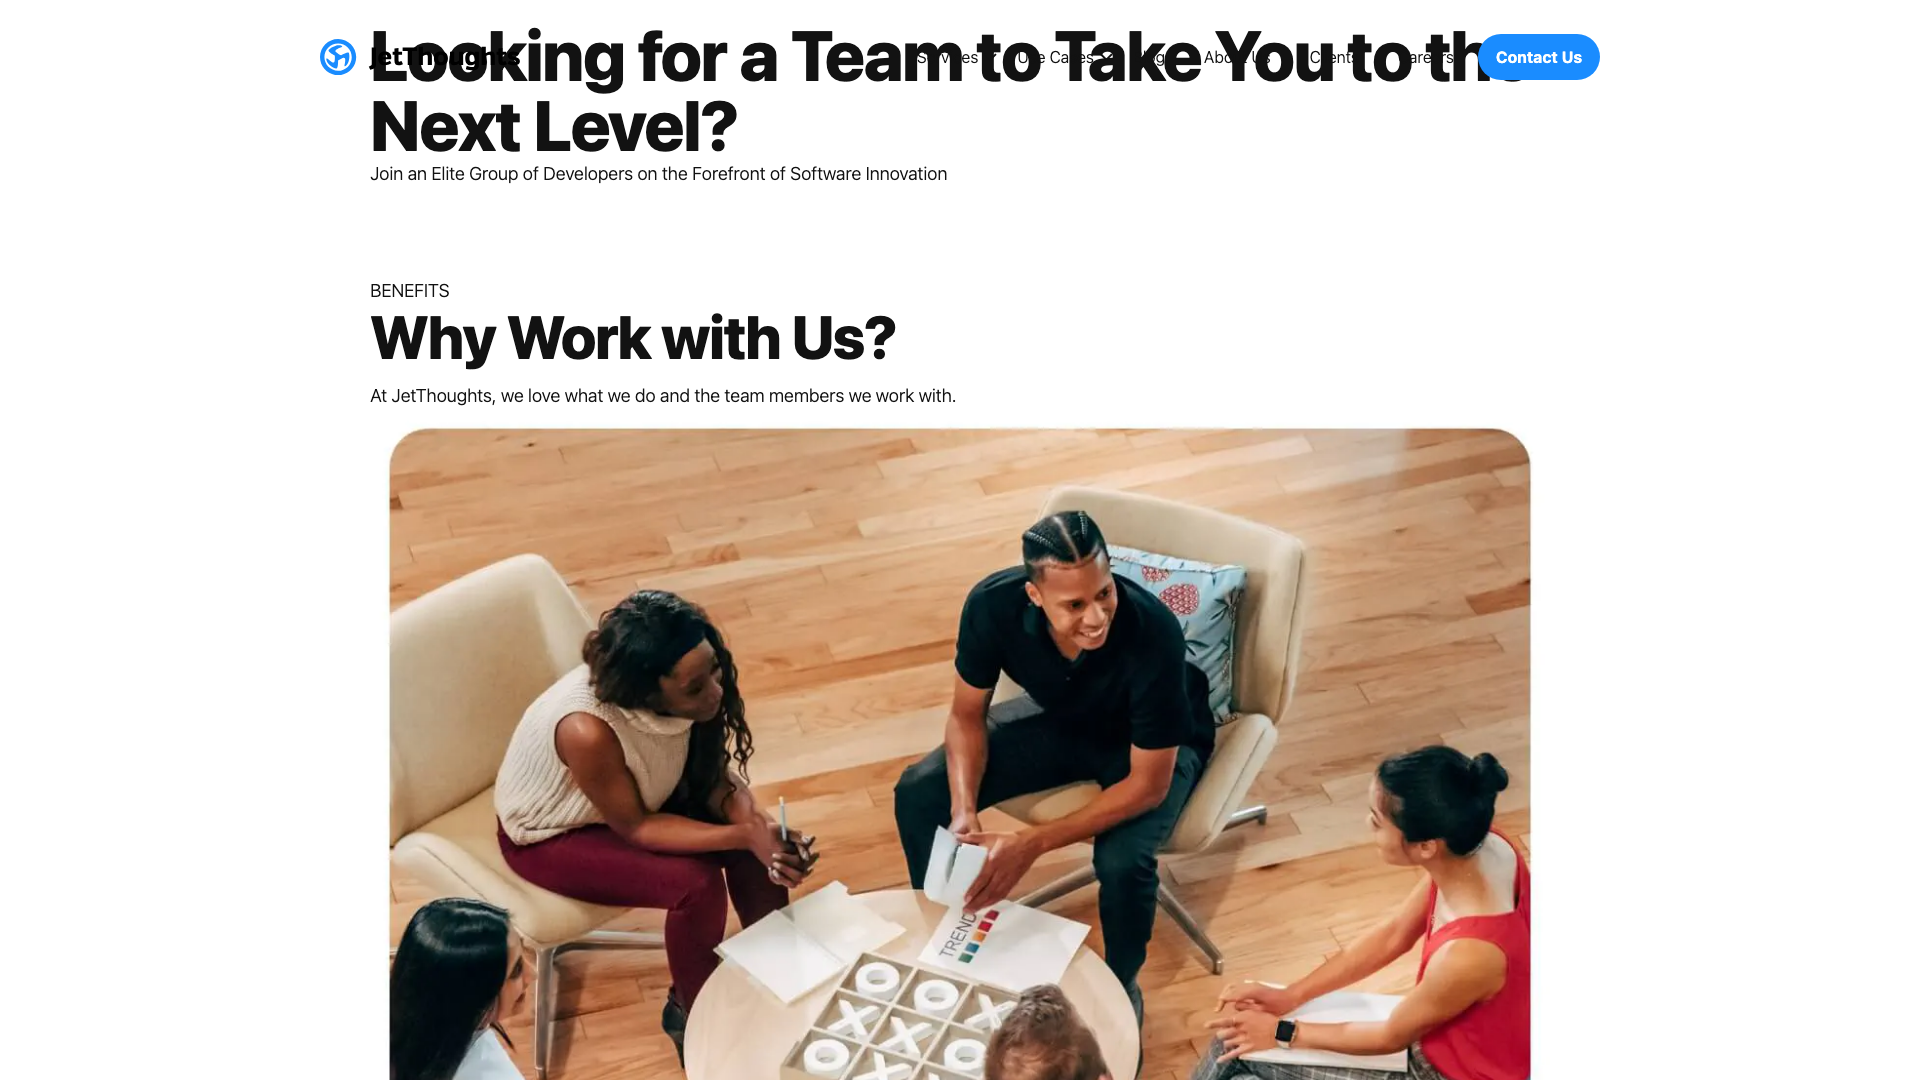 JetThoughts
Services
Use Cases
Blog
About Us
Clients
Careers
Contact Us
Looking for a Team to Take You to the
Next Level?
Join an Elite Group of Developers on the Forefront of Software Innovation
BENEFITS
Why Work with Us?
At JetThoughts, we love what we do and the team members we work with.
TREND
O O X
X X
O X O